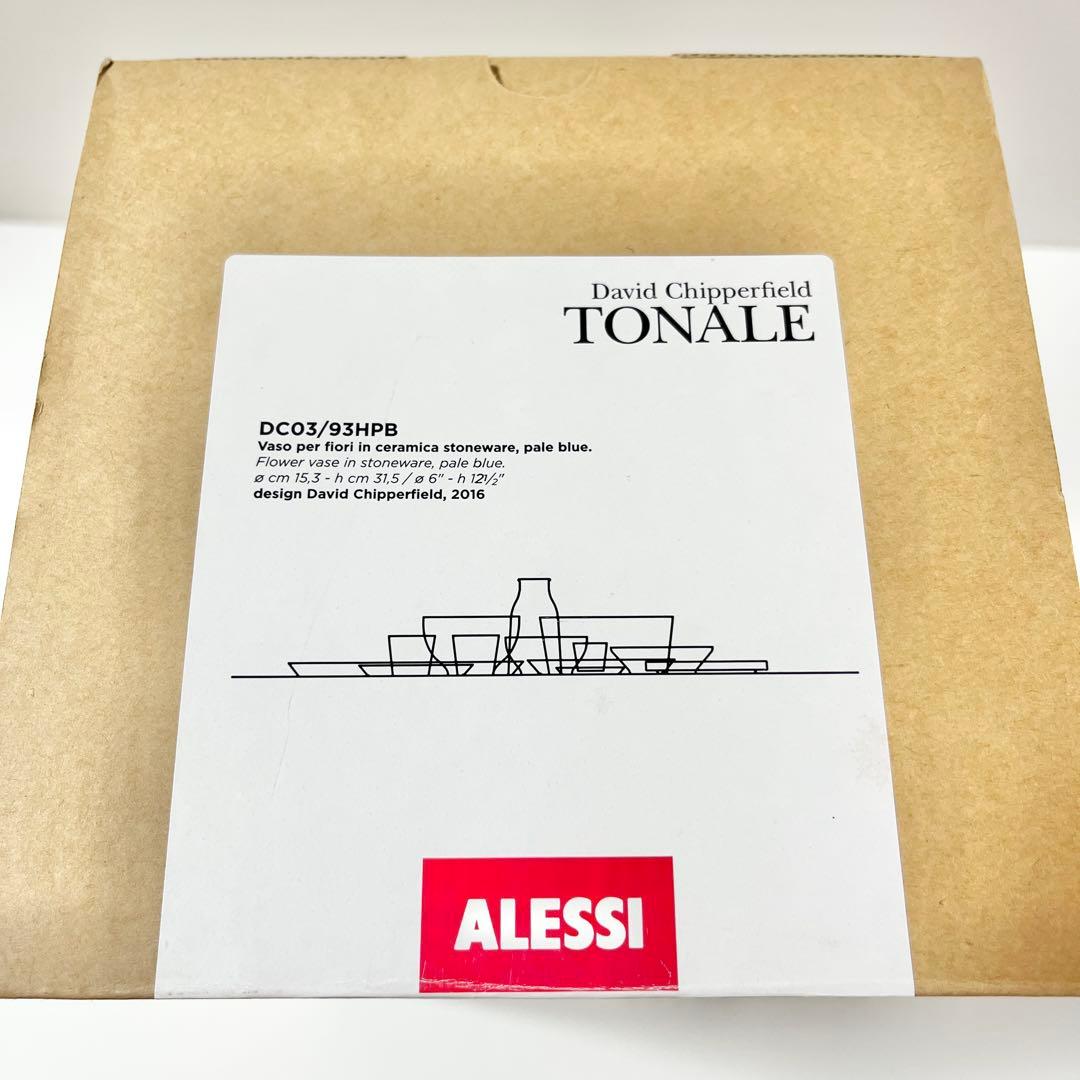 David Chipperfield
TONALE
DC03/93HPB
Vaso per fiori in ceramica stoneware, pale blue.
Flower vase in stoneware, pale blue.
ø cm 15,3 - h cm 31,5 / ø 6" - h 12½"
design David Chipperfield, 2016
ALESSI